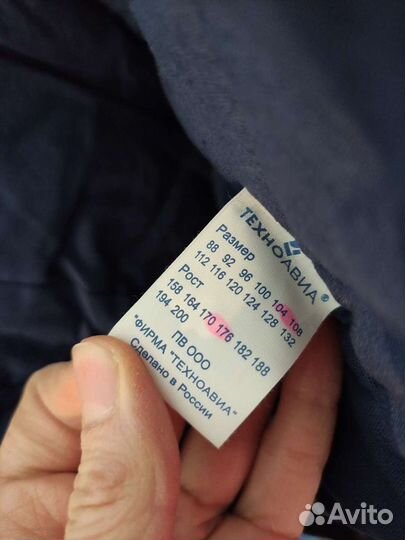 ТЕХНОАВИА®
Размер
88 92 96 100 104 108
112 116 120 124 128 132
Рост
158 164 170 176 182 188
194 200
ПВ ООО
"ФИРМА "ТЕХНОАВИА"
Сделано в России
Avito